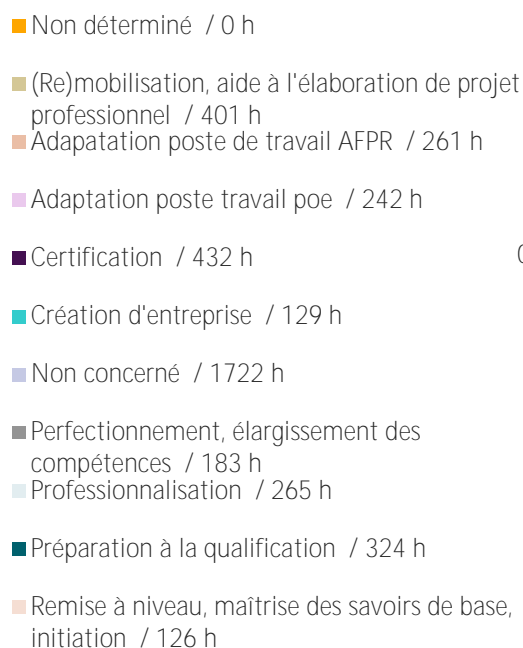 Non déterminé / 0 h
(Re)mobilisation, aide à l'élaboration de projet
professionnel / 401 h
Adapatation poste de travail AFPR / 261 h
Adaptation poste travail poe / 242 h
Certification / 432 h
Création d'entreprise / 129 h
Non concerné / 1722 h
Perfectionnement, élargissement des
compétences / 183 h
Professionnalisation / 265 h
Préparation à la qualification / 324 h
Remise à niveau, maîtrise des savoirs de base,
initiation / 126 h